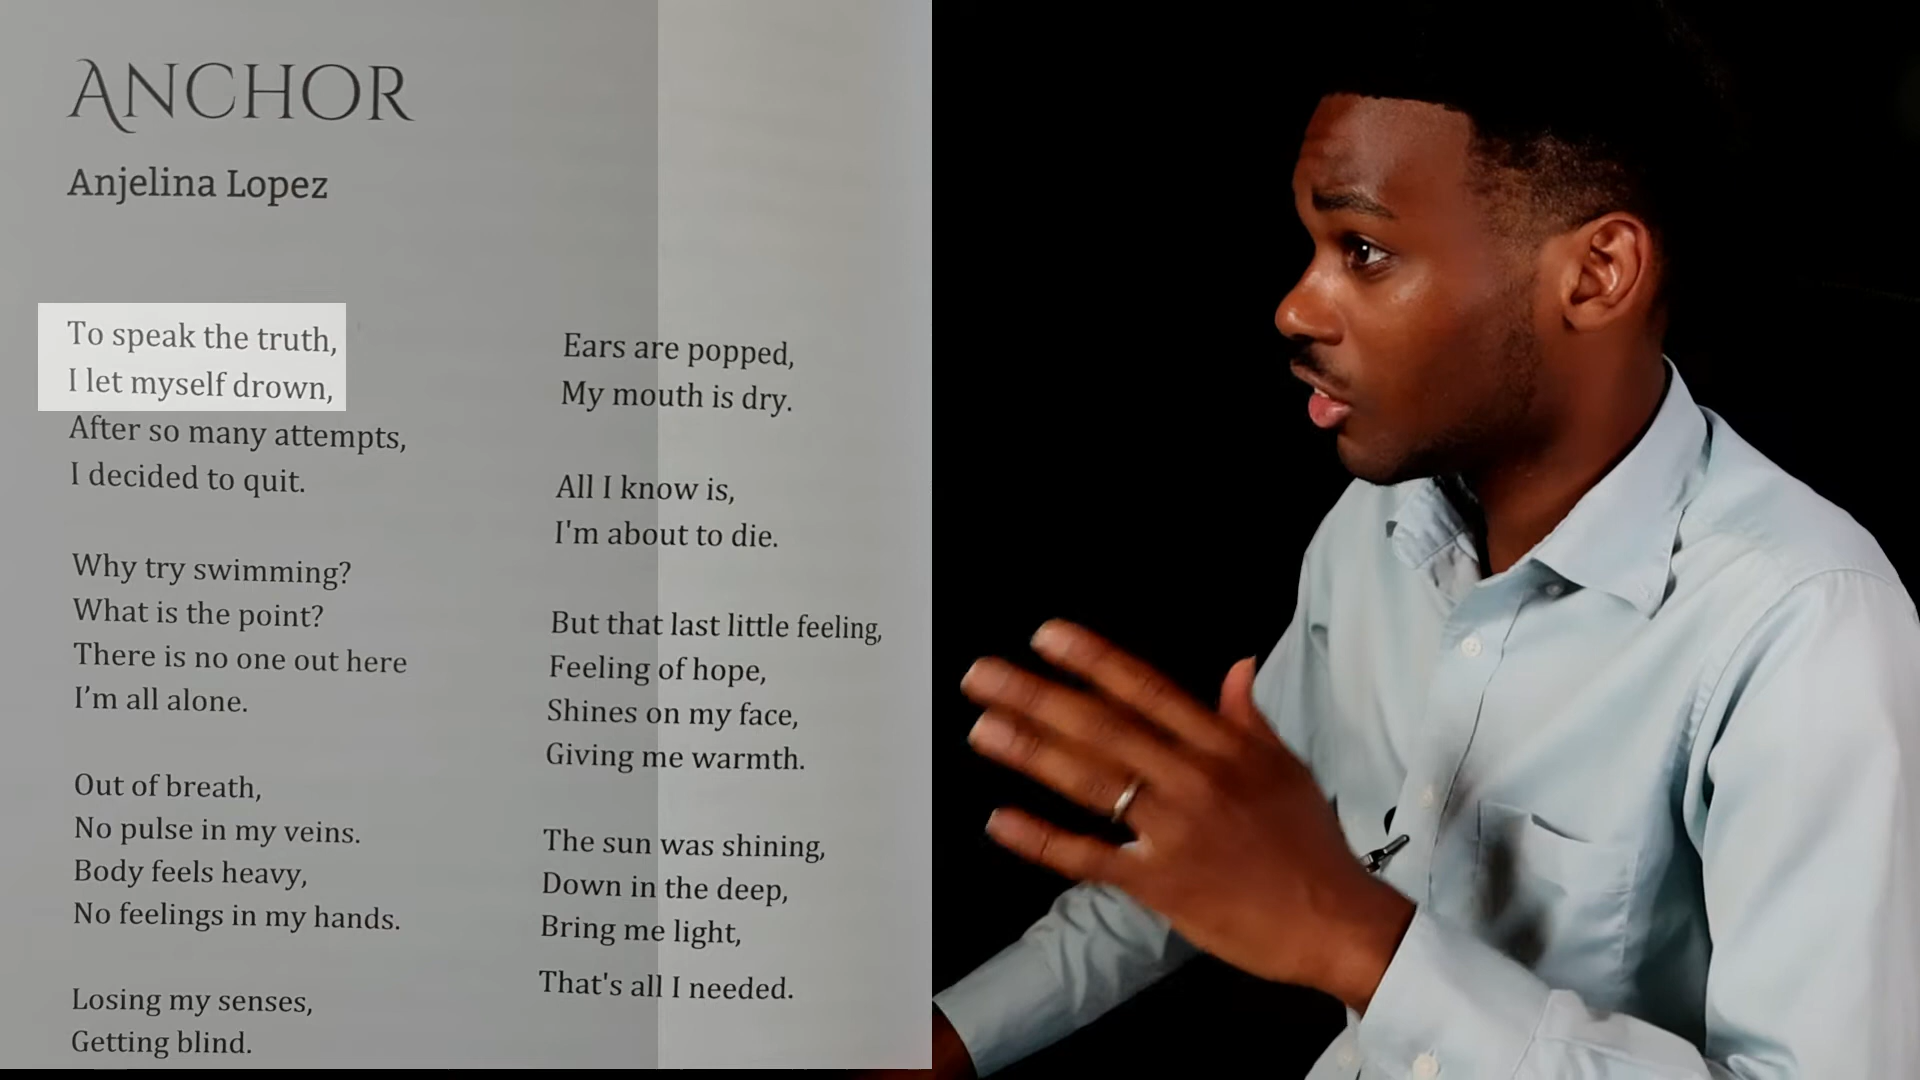 ANCHOR
Anjelina Lopez
To speak the truth,
I let myself drown,
After so many attempts,
I decided to quit.
Why try swimming?
What is the point?
There is no one out here
I’m all alone.
Out of breath,
No pulse in my veins.
Body feels heavy,
No feelings in my hands.
Losing my senses,
Getting blind.
Ears are popped,
My mouth is dry.
All I know is,
I'm about to die.
But that last little feeling,
Feeling of hope,
Shines on my face,
Giving me warmth.
The sun was shining,
Down in the deep,
Bring me light,
That's all I needed.